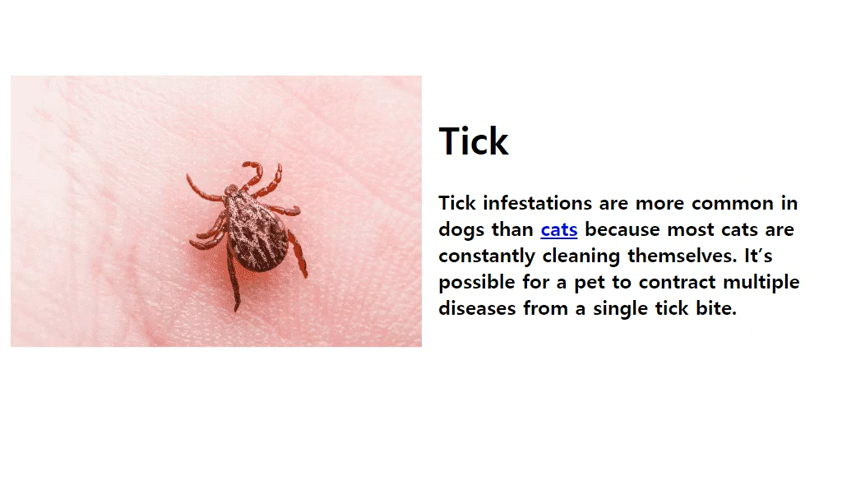 Tick
Tick infestations are more common in
dogs than cats because most cats are
constantly cleaning themselves. It’s
possible for a pet to contract multiple
diseases from a single tick bite.